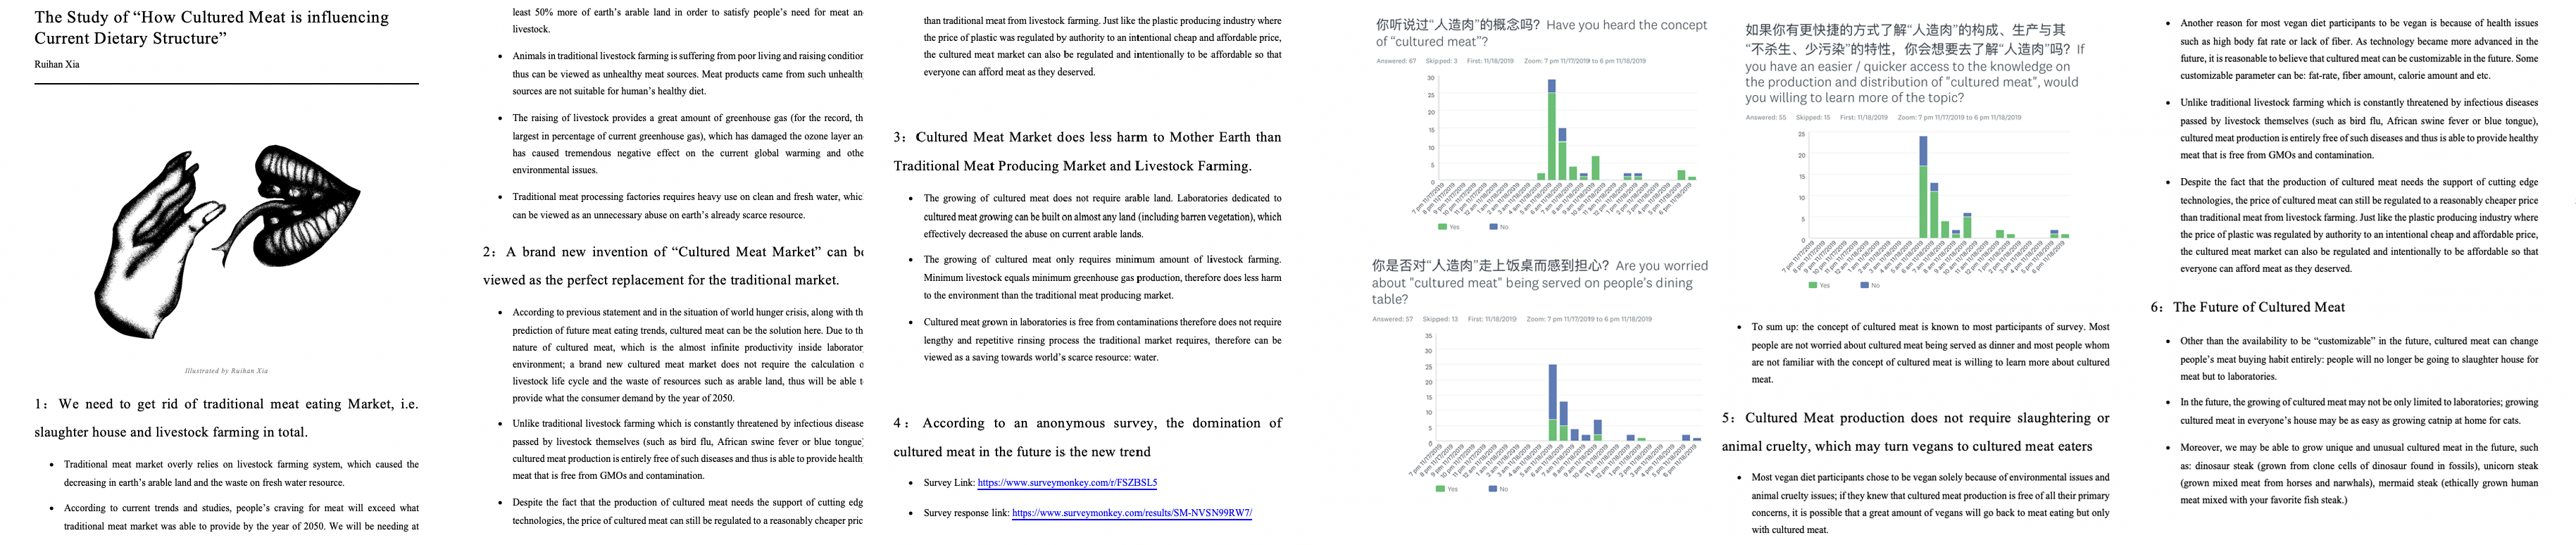 The Study of “How Cultured Meat is influencing
Current Dietary Structure”
Ruihan Xia
Illustrated by Ruihan Xia
1: We need to get rid of traditional meat eating Market, i.e.
slaughter house and livestock farming in total.
• Traditional meat market overly relies on livestock farming system, which caused the
decreasing in earth’s arable land and the waste on fresh water resource.
• According to current trends and studies, people’s craving for meat will exceed what
traditional meat market was able to provide by the year of 2050. We will be needing at
least 50% more of earth’s arable land in order to satisfy people’s need for meat an
livestock.
• Animals in traditional livestock farming is suffering from poor living and raising condition
thus can be viewed as unhealthy meat sources. Meat products came from such unhealth
sources are not suitable for human’s healthy diet.
• The raising of livestock provides a great amount of greenhouse gas (for the record, th
largest in percentage of current greenhouse gas), which has damaged the ozone layer an
has caused tremendous negative effect on the current global warming and othe
environmental issues.
• Traditional meat processing factories requires heavy use on clean and fresh water, whic
can be viewed as an unnecessary abuse on earth’s already scarce resource.
2: A brand new invention of “Cultured Meat Market” can be
viewed as the perfect replacement for the traditional market.
• According to previous statement and in the situation of world hunger crisis, along with th
prediction of future meat eating trends, cultured meat can be the solution here. Due to th
nature of cultured meat, which is the almost infinite productivity inside laborator
environment; a brand new cultured meat market does not require the calculation o
livestock life cycle and the waste of resources such as arable land, thus will be able t
provide what the consumer demand by the year of 2050.
• Unlike traditional livestock farming which is constantly threatened by infectious disease
passed by livestock themselves (such as bird flu, African swine fever or blue tongue)
cultured meat production is entirely free of such diseases and thus is able to provide health
meat that is free from GMOs and contamination.
• Despite the fact that the production of cultured meat needs the support of cutting edg
technologies, the price of cultured meat can still be regulated to a reasonably cheaper pric
than traditional meat from livestock farming. Just like the plastic producing industry where
the price of plastic was regulated by authority to an intentional cheap and affordable price,
the cultured meat market can also be regulated and intentionally to be affordable so that
everyone can afford meat as they deserved.
3: Cultured Meat Market does less harm to Mother Earth than
Traditional Meat Producing Market and Livestock Farming.
• The growing of cultured meat does not require arable land. Laboratories dedicated to
cultured meat growing can be built on almost any land (including barren vegetation), which
effectively decreased the abuse on current arable lands.
• The growing of cultured meat only requires minimum amount of livestock farming.
Minimum livestock equals minimum greenhouse gas production, therefore does less harm
to the environment than the traditional meat producing market.
• Cultured meat grown in laboratories is free from contaminations therefore does not require
lengthy and repetitive rinsing process the traditional market requires, therefore can be
viewed as a saving towards world’s scarce resource: water.
4: According to an anonymous survey, the domination of
cultured meat in the future is the new trend
• Survey Link: https://www.surveymonkey.com/r/FSZBSL5
• Survey response link: https://www.surveymonkey.com/results/SM-NVSN99RW7/
你听说过“人造肉”的概念吗？ Have you heard the concept
of “cultured meat”?
Answered: 67 Skipped: 3 First: 11/18/2019 Zoom: 7 pm 11/17/2019 to 6 pm 11/18/2019
30
25
20
15
10
5
0
Yes No
你是否对“人造肉”走上饭桌而感到担心？ Are you worried
about "cultured meat" being served on people's dining
table?
Answered: 57 Skipped: 13 First: 11/18/2019 Zoom: 7 pm 11/17/2019 to 6 pm 11/18/2019
35
30
25
20
15
10
5
0
Yes No
如果你有更快捷的方式了解“人造肉”的构成、生产与其
“不杀生、少污染”的特性，你会想要去了解“人造肉”吗？ If
you have an easier / quicker access to the knowledge on
the production and distribution of "cultured meat", would
you willing to learn more of the topic?
Answered: 55 Skipped: 15 First: 11/18/2019 Zoom: 7 pm 11/17/2019 to 6 pm 11/18/2019
25
20
15
10
5
0
Yes No
• To sum up: the concept of cultured meat is known to most participants of survey. Most
people are not worried about cultured meat being served as dinner and most people whom
are not familiar with the concept of cultured meat is willing to learn more about cultured
meat.
5: Cultured Meat production does not require slaughtering or
animal cruelty, which may turn vegans to cultured meat eaters
• Most vegan diet participants chose to be vegan solely because of environmental issues and
animal cruelty issues; if they knew that cultured meat production is free of all their primary
concerns, it is possible that a great amount of vegans will go back to meat eating but only
with cultured meat.
• Another reason for most vegan diet participants to be vegan is because of health issues
such as high body fat rate or lack of fiber. As technology became more advanced in the
future, it is reasonable to believe that cultured meat can be customizable in the future. Some
customizable parameter can be: fat-rate, fiber amount, calorie amount and etc.
• Unlike traditional livestock farming which is constantly threatened by infectious diseases
passed by livestock themselves (such as bird flu, African swine fever or blue tongue),
cultured meat production is entirely free of such diseases and thus is able to provide healthy
meat that is free from GMOs and contamination.
• Despite the fact that the production of cultured meat needs the support of cutting edge
technologies, the price of cultured meat can still be regulated to a reasonably cheaper price
than traditional meat from livestock farming. Just like the plastic producing industry where
the price of plastic was regulated by authority to an intentional cheap and affordable price,
the cultured meat market can also be regulated and intentionally to be affordable so that
everyone can afford meat as they deserved.
6: The Future of Cultured Meat
• Other than the availability to be “customizable” in the future, cultured meat can change
people’s meat buying habit entirely: people will no longer be going to slaughter house for
meat but to laboratories.
• In the future, the growing of cultured meat may not be only limited to laboratories; growing
cultured meat in everyone’s house may be as easy as growing catnip at home for cats.
• Moreover, we may be able to grow unique and unusual cultured meat in the future, such
as: dinosaur steak (grown from clone cells of dinosaur found in fossils), unicorn steak
(grown mixed meat from horses and narwhals), mermaid steak (ethically grown human
meat mixed with your favorite fish steak.)